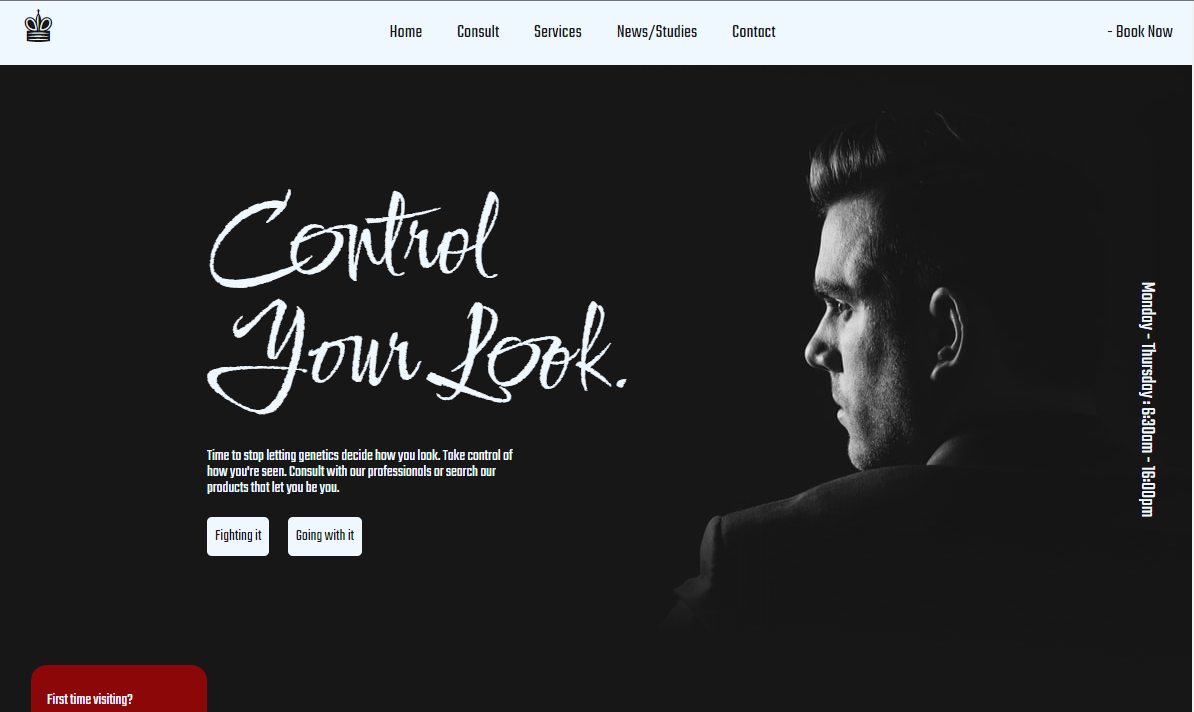 Home Consult Services News/Studies Contact - Book Now
Control
Your Look.
Time to stop letting genetics decide how you look. Take control of
how you're seen. Consult with our professionals or search our
products that let you be you.
Fighting it Going with it
Monday - Thursday : 6:30am - 16:00pm
First time visiting?